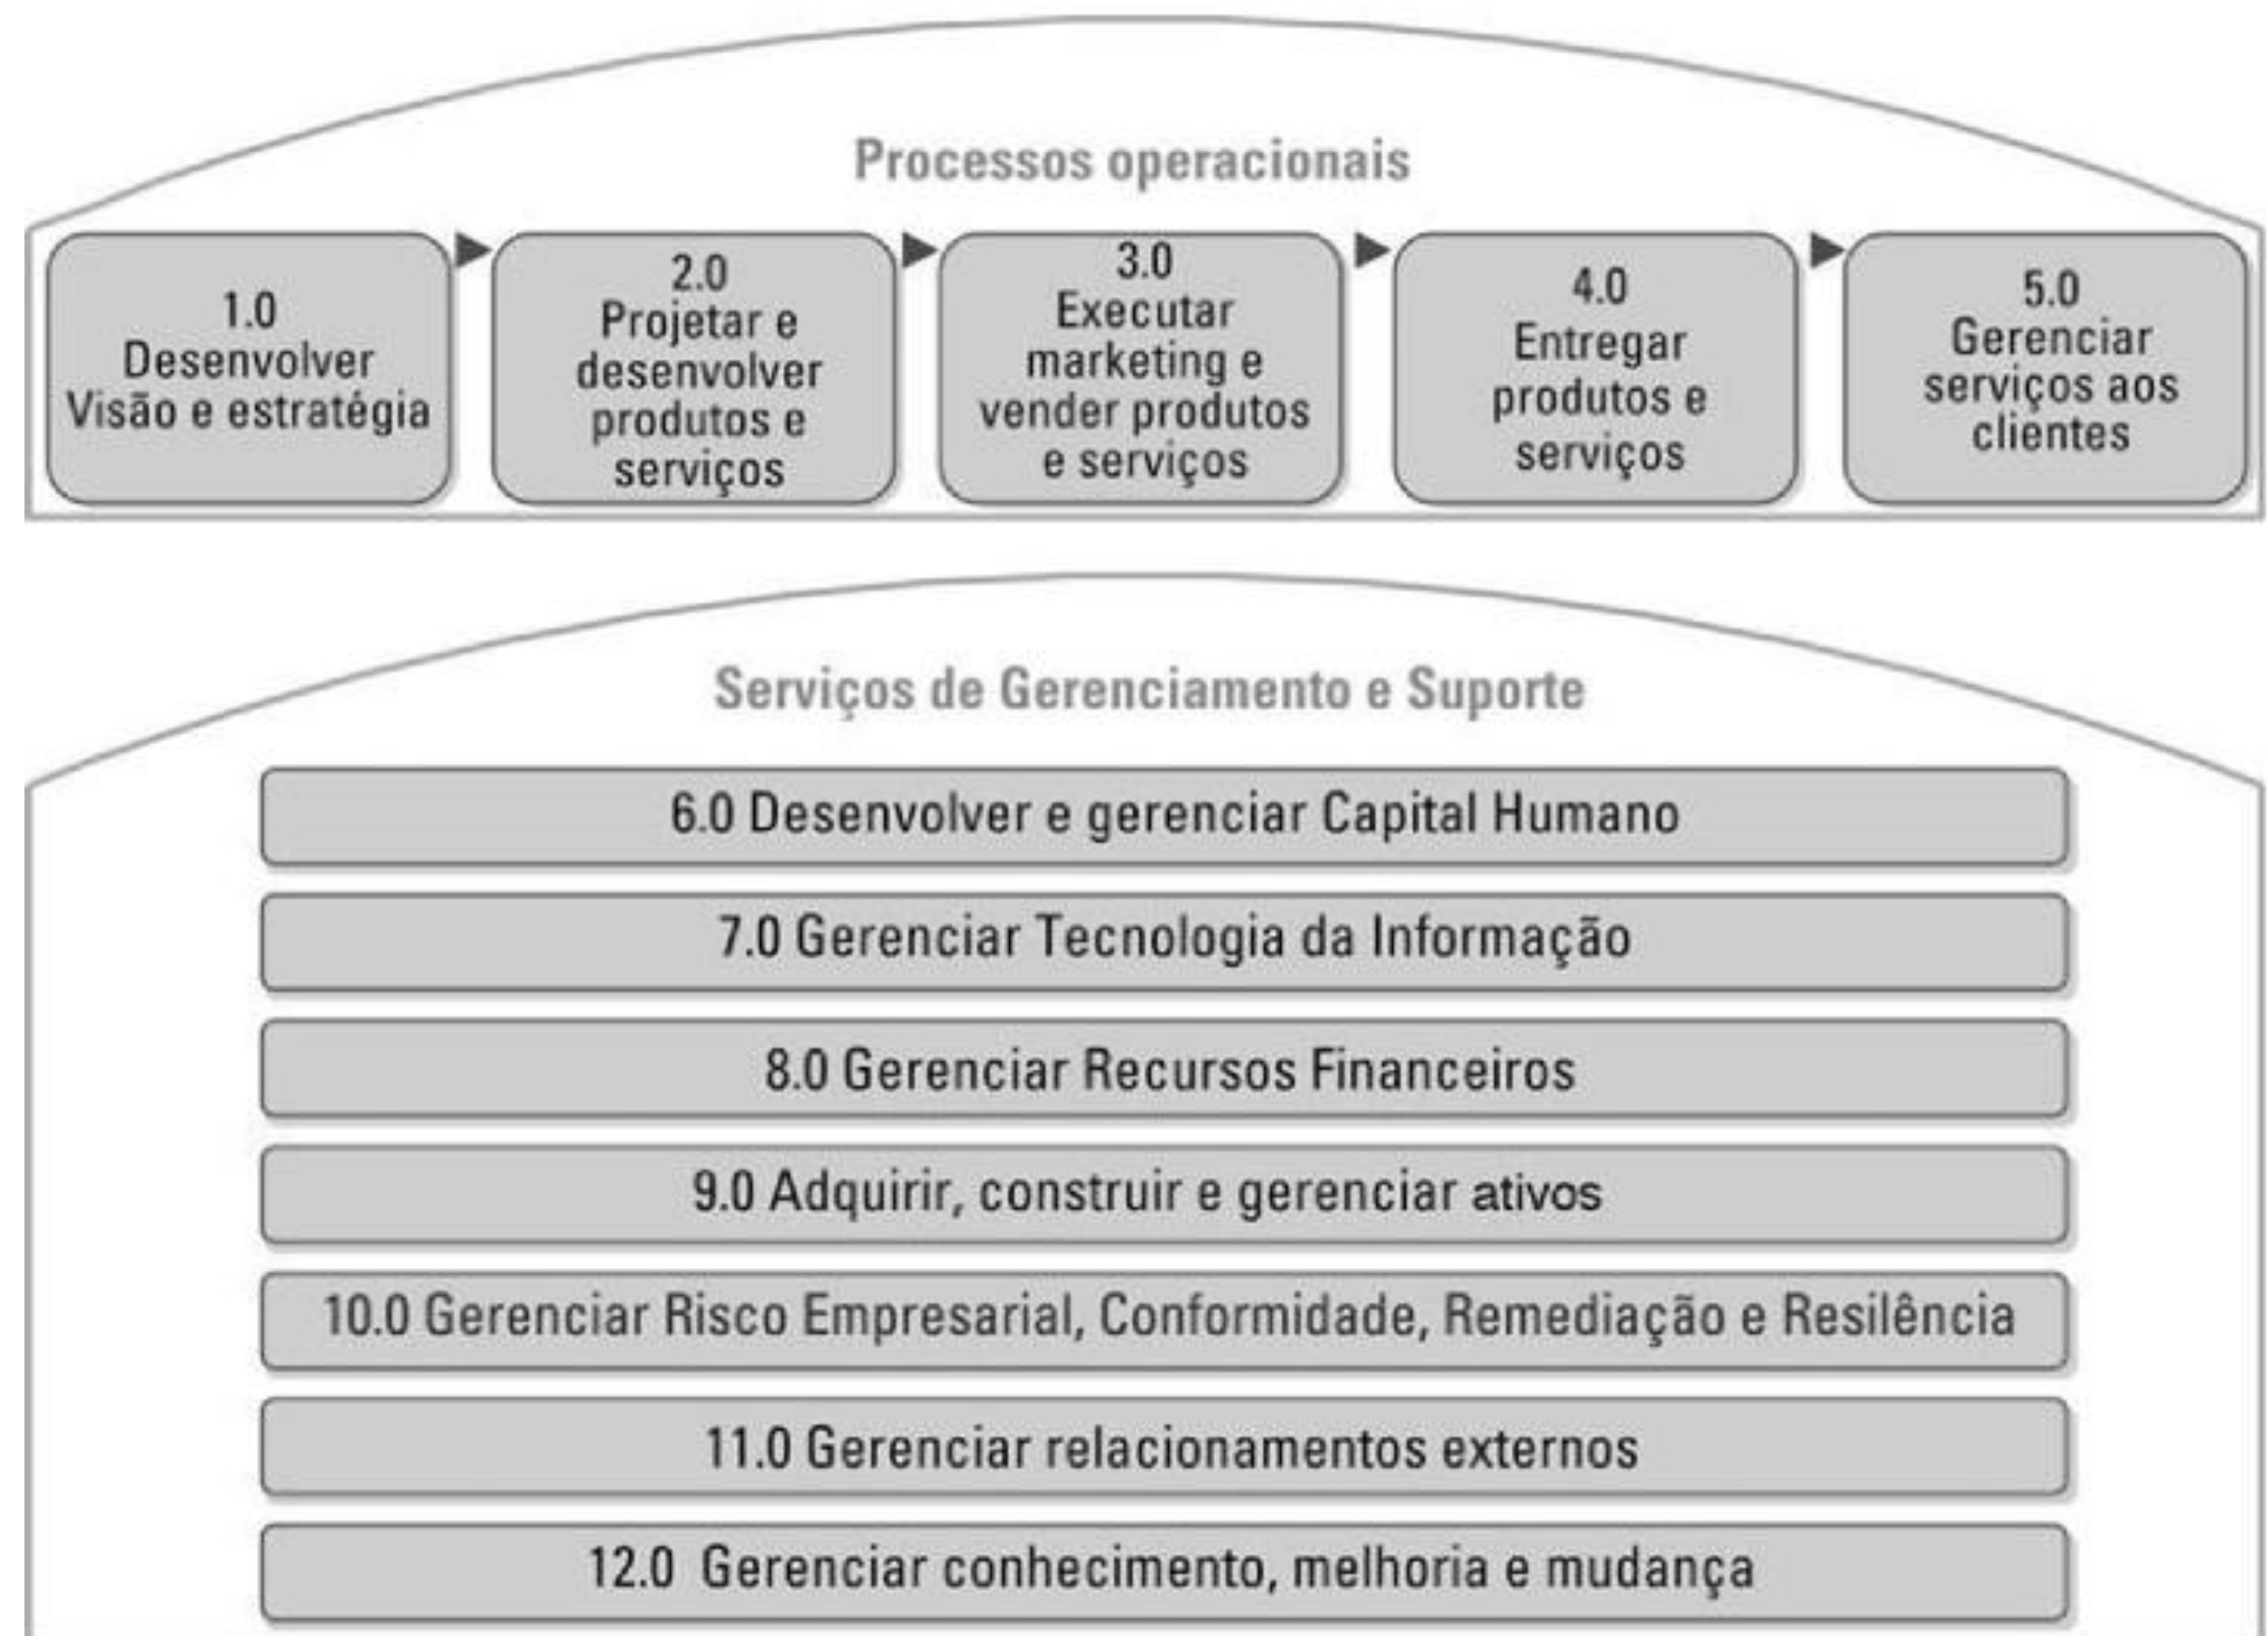 Processos operacionais
1.0
Desenvolver
Visão e estratégia
2.0
Projetar e
desenvolver
produtos e
serviços
3.0
Executar
marketing e
vender produtos
e serviços
4.0
Entregar
produtos e
serviços
5.0
Gerenciar
serviços aos
clientes
Serviços de Gerenciamento e Suporte
6.0 Desenvolver e gerenciar Capital Humano
7.0 Gerenciar Tecnologia da Informação
8.0 Gerenciar Recursos Financeiros
9.0 Adquirir, construir e gerenciar ativos
10.0 Gerenciar Risco Empresarial, Conformidade, Remediação e Resilência
11.0 Gerenciar relacionamentos externos
12.0 Gerenciar conhecimento, melhoria e mudança